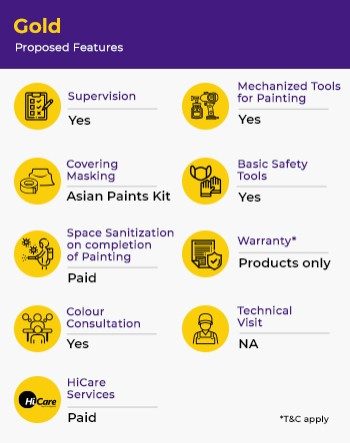 Gold
Proposed Features
Supervision
Yes
Mechanized Tools
for Painting
Yes
Covering
Masking
Asian Paints Kit
Basic Safety
Tools
Yes
Space Sanitization
on completion
of Painting
Paid
Warranty*
Products only
Colour
Consultation
Yes
Technical
Visit
NA
HiCare
HiCare
Services
Paid
*T&C apply